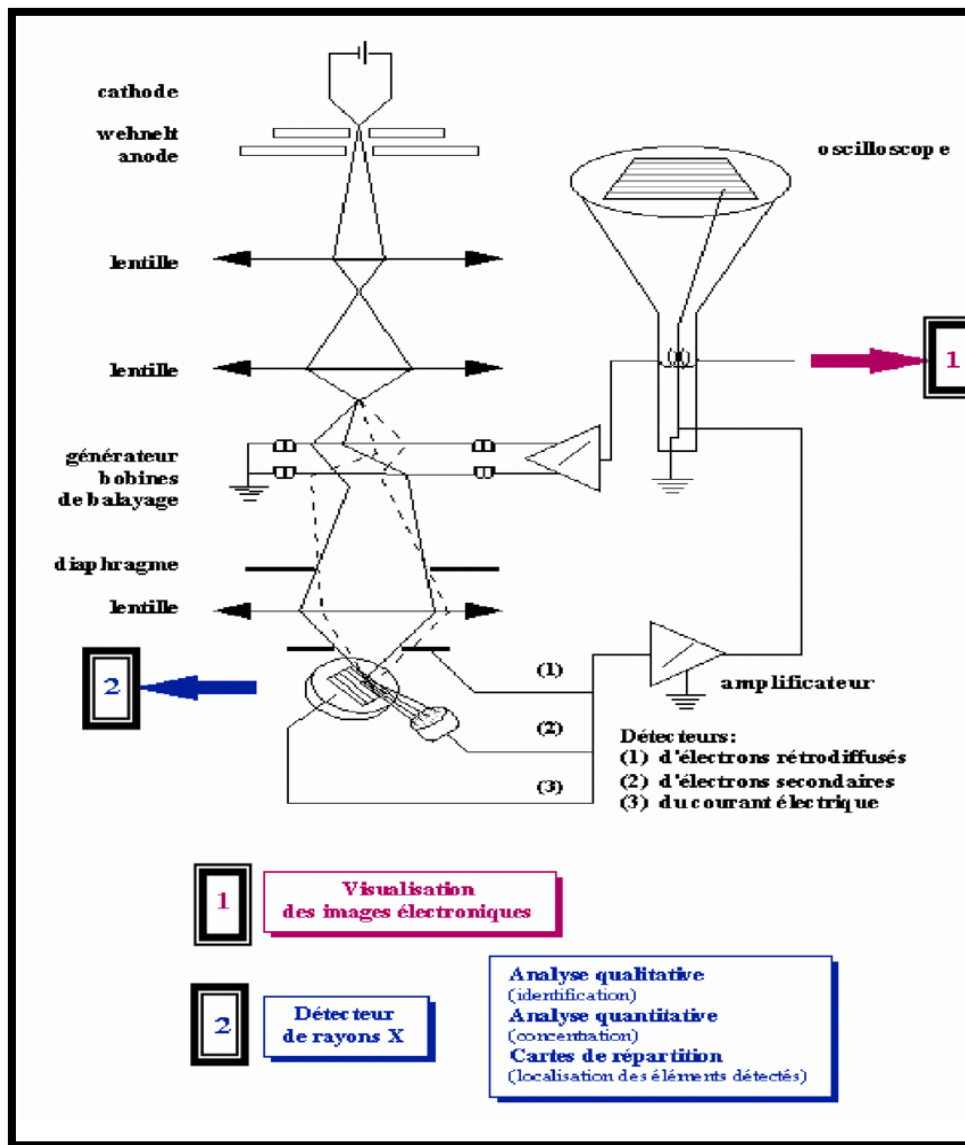 cathode
wehnelt
anode
oscilloscope
lentille
lentille
1
générateur
bobines
de balayage
diaphragme
lentille
2
(1)
amplificateur
(2)
(3)
Détecteurs:
(1) d'électrons rétrodiffusés
(2) d'électrons secondaires
(3) du courant électrique
1
Visualisation
des images électroniques
2
Détecteur
de rayons X
Analyse qualitative
(identification)
Analyse quantitative
(concentration)
Cartes de répartition
(localisation des éléments détectés)